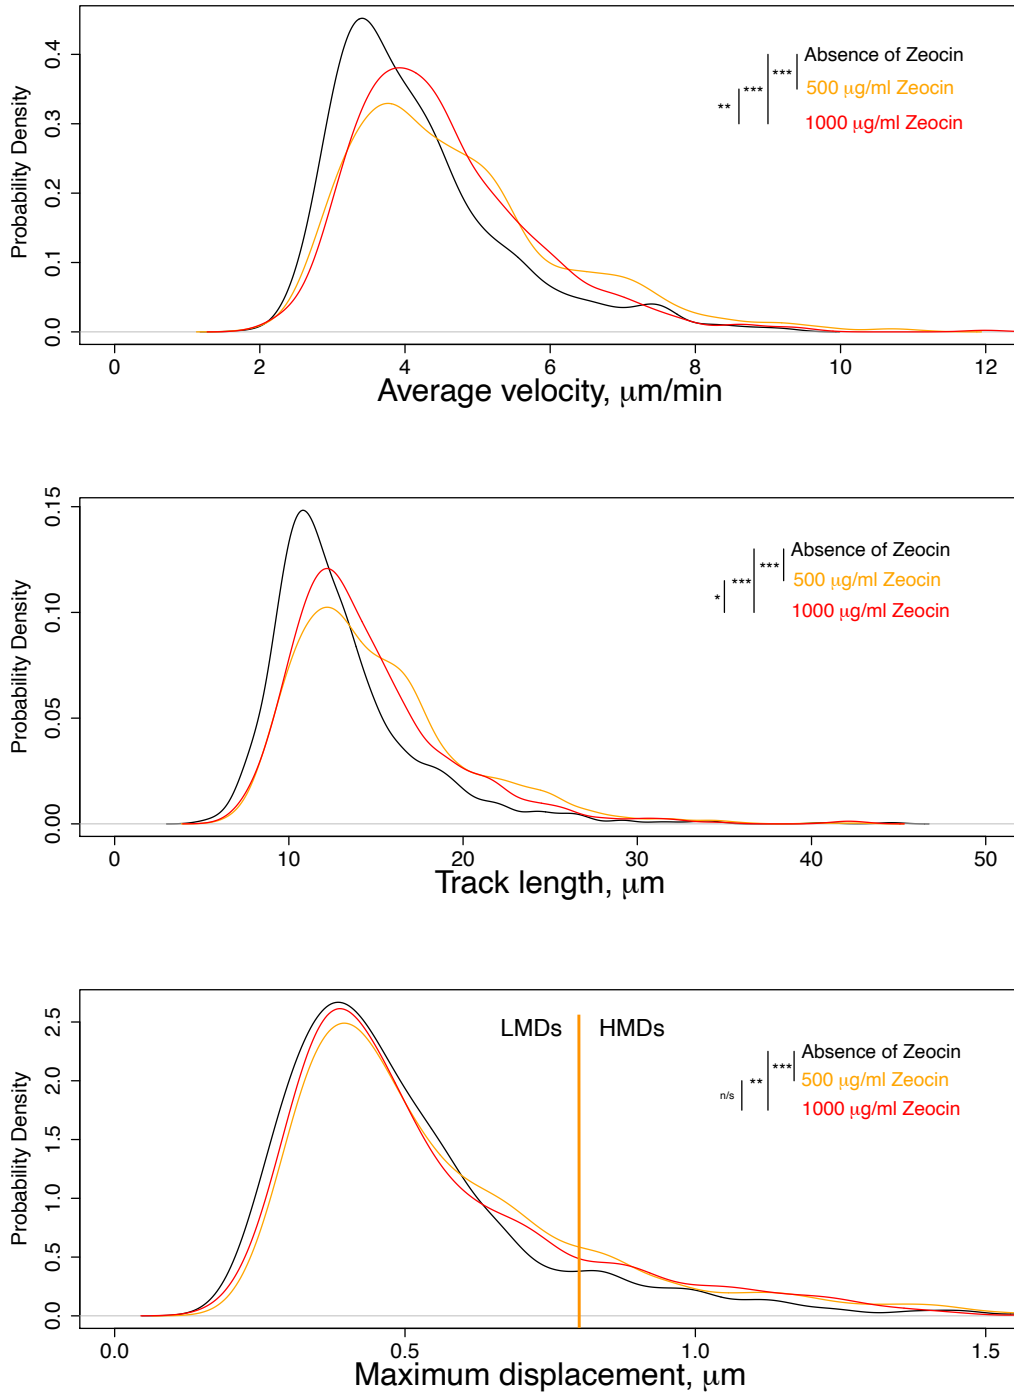 Probability Density
0.0 0.1 0.2 0.3 0.4
Absence of Zeocin
500 μg/ml Zeocin
1000 μg/ml Zeocin
** *** ***
0 2 4 6 8 10 12
Average velocity, μm/min
Probability Density
0.00 0.05 0.10 0.15
Absence of Zeocin
500 μg/ml Zeocin
1000 μg/ml Zeocin
* *** ***
0 10 20 30 40 50
Track length, μm
Probability Density
0.0 0.5 1.0 1.5 2.0 2.5
LMDs HMDs
Absence of Zeocin
500 μg/ml Zeocin
1000 μg/ml Zeocin
n/s ** ***
0.0 0.5 1.0 1.5
Maximum displacement, μm